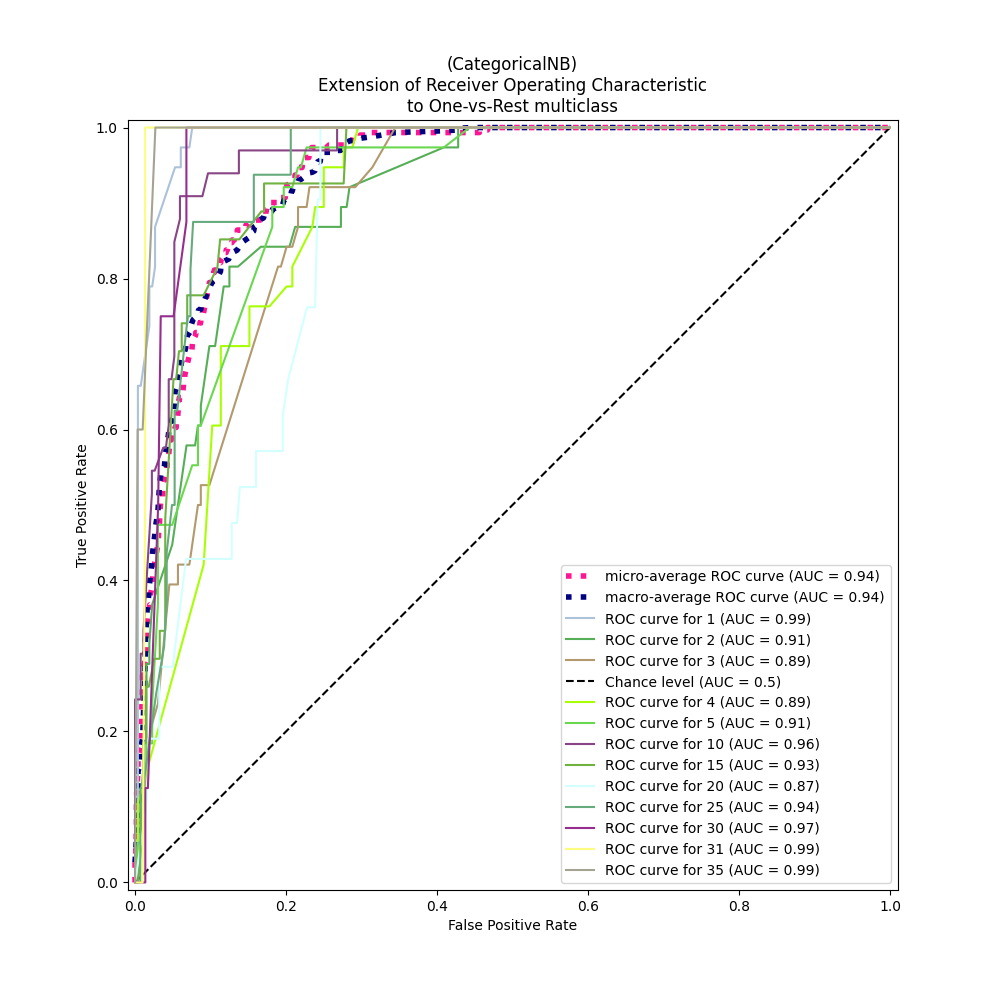 (CategoricalNB)
Extension of Receiver Operating Characteristic
to One-vs-Rest multiclass
True Positive Rate
1.0
0.8
0.6
0.4
0.2
0.0
micro-average ROC curve (AUC = 0.94)
macro-average ROC curve (AUC = 0.94)
ROC curve for 1 (AUC = 0.99)
ROC curve for 2 (AUC = 0.91)
ROC curve for 3 (AUC = 0.89)
Chance level (AUC = 0.5)
ROC curve for 4 (AUC = 0.89)
ROC curve for 5 (AUC = 0.91)
ROC curve for 10 (AUC = 0.96)
ROC curve for 15 (AUC = 0.93)
ROC curve for 20 (AUC = 0.87)
ROC curve for 25 (AUC = 0.94)
ROC curve for 30 (AUC = 0.97)
ROC curve for 31 (AUC = 0.99)
ROC curve for 35 (AUC = 0.99)
0.0 0.2 0.4 0.6 0.8 1.0
False Positive Rate